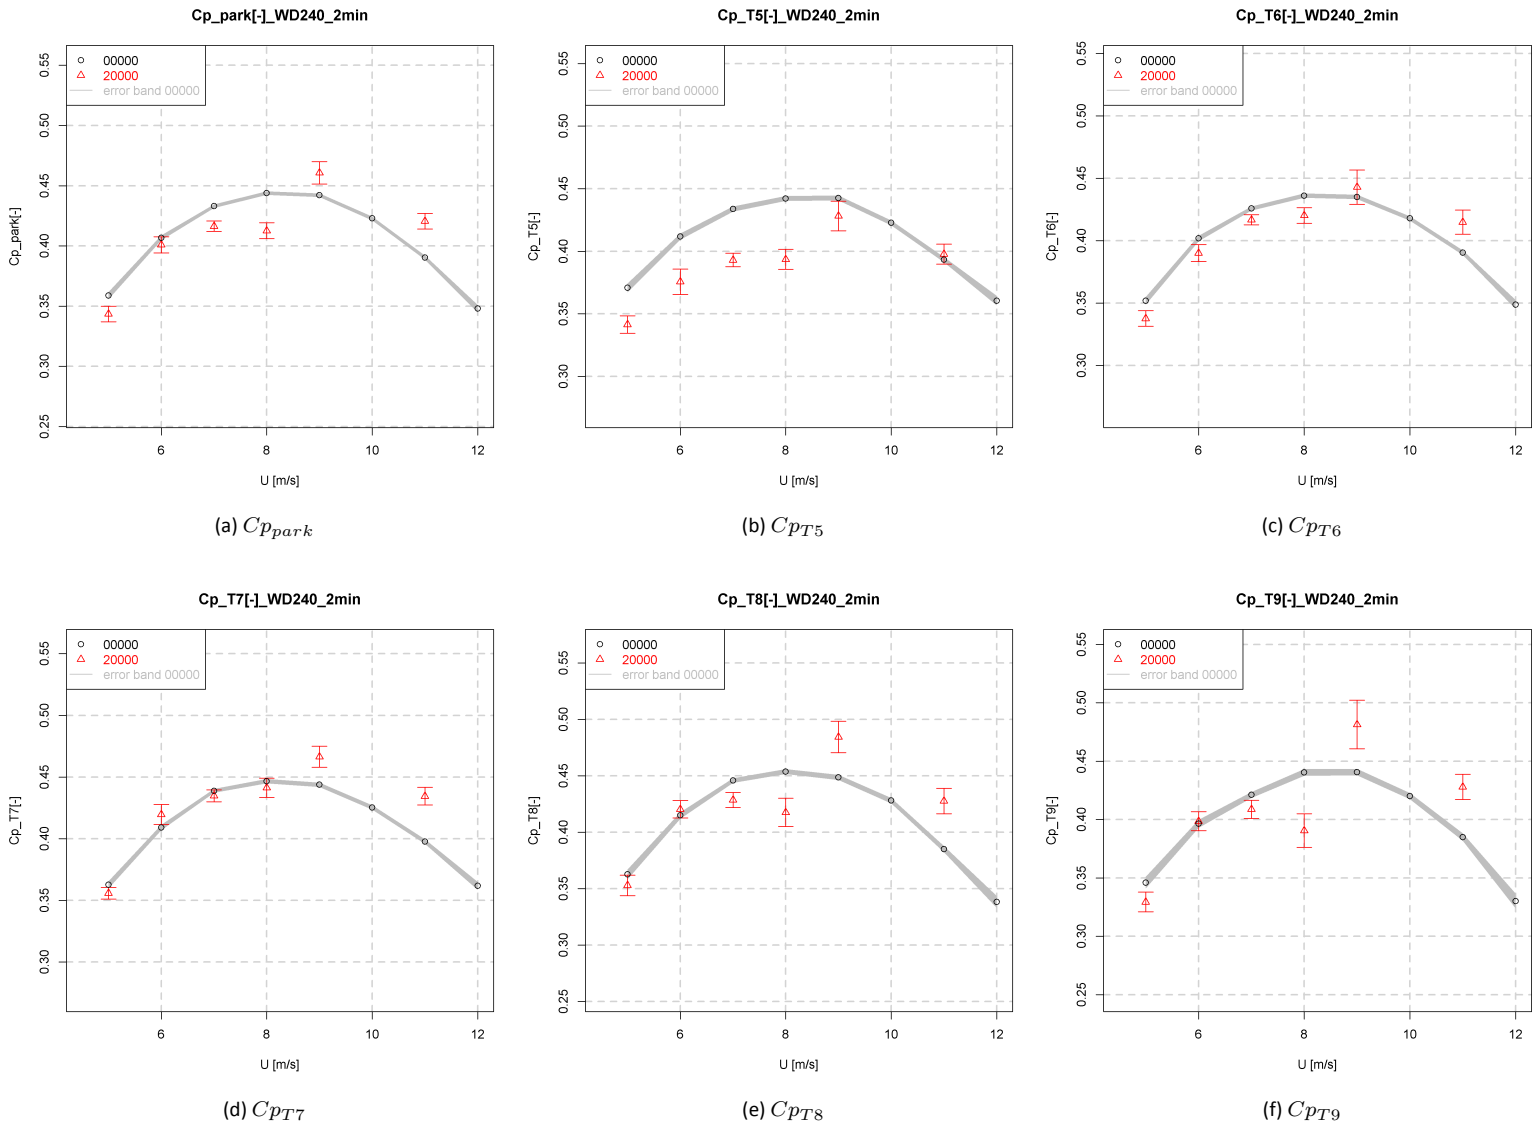 Cp_park[-]_WD240_2min
00000
20000
error band 00000
0.55
0.50
0.45
0.40
0.35
0.30
0.25
Cp_park[-]
6 8 10 12
U [m/s]
(a) Cp_park
Cp_T5[-]_WD240_2min
00000
20000
error band 00000
0.55
0.50
0.45
0.40
0.35
0.30
Cp_T5[-]
6 8 10 12
U [m/s]
(b) Cp_T5
Cp_T6[-]_WD240_2min
00000
20000
error band 00000
0.55
0.50
0.45
0.40
0.35
0.30
Cp_T6[-]
6 8 10 12
U [m/s]
(c) Cp_T6
Cp_T7[-]_WD240_2min
00000
20000
error band 00000
0.55
0.50
0.45
0.40
0.35
0.30
Cp_T7[-]
6 8 10 12
U [m/s]
(d) Cp_T7
Cp_T8[-]_WD240_2min
00000
20000
error band 00000
0.55
0.50
0.45
0.40
0.35
0.30
0.25
Cp_T8[-]
6 8 10 12
U [m/s]
(e) Cp_T8
Cp_T9[-]_WD240_2min
00000
20000
error band 00000
0.55
0.50
0.45
0.40
0.35
0.30
0.25
Cp_T9[-]
6 8 10 12
U [m/s]
(f) Cp_T9